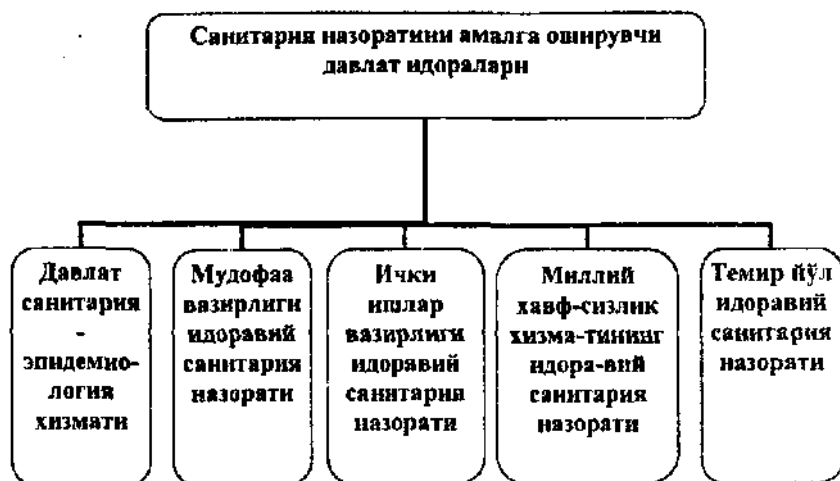 Санитария назоратини амалга оширувчи
давлат идоралари
Давлат
санитария
-
эпидемио-
логия
хизмати
Мудофаа
вазирлиги
идоравий
санитария
назорати
Ички
ишлар
вазирлиги
идоравий
санитария
назорати
Миллий
хавф-сизлик
хизма-тининг
идора-вий
санитария
назорати
Темир йўл
идоравий
санитария
назорати